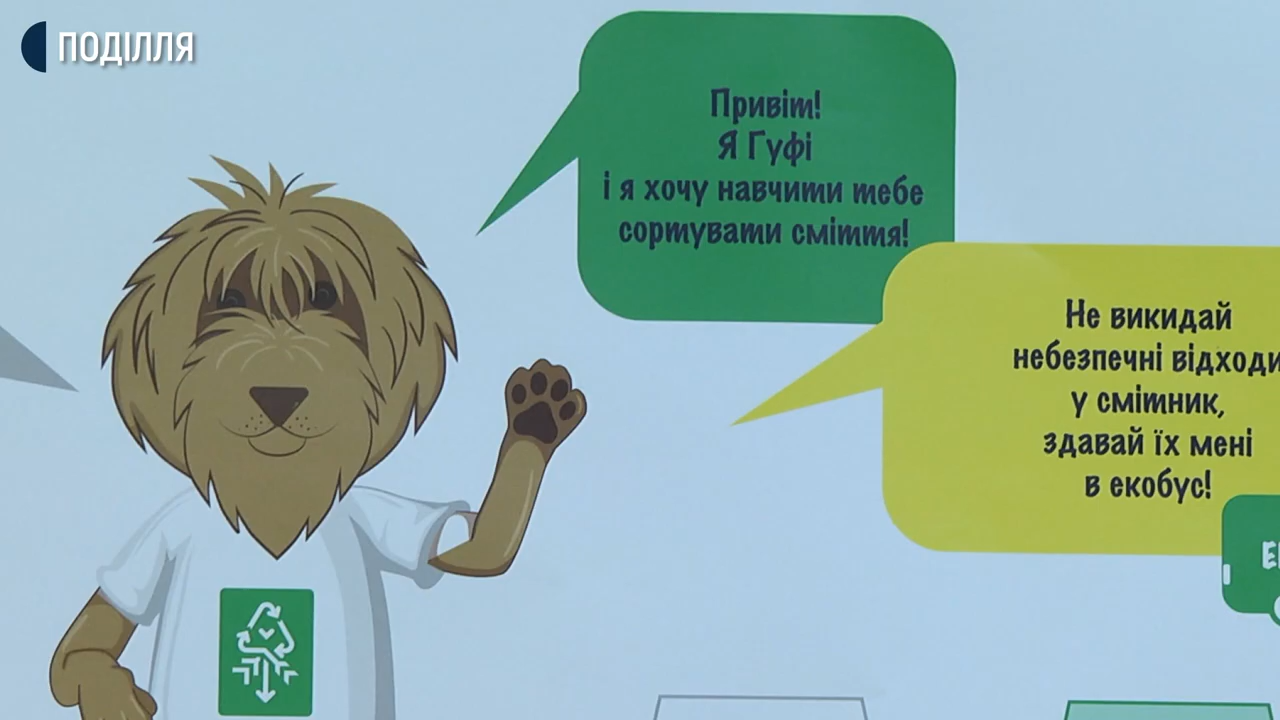 ПОДІЛЛЯ
Привіт!
Я Гуфі
і я хочу навчити тебе
сортувати сміття!
Не викидай
небезпечні відходи
у смітник,
здавай їх мені
в екобус!